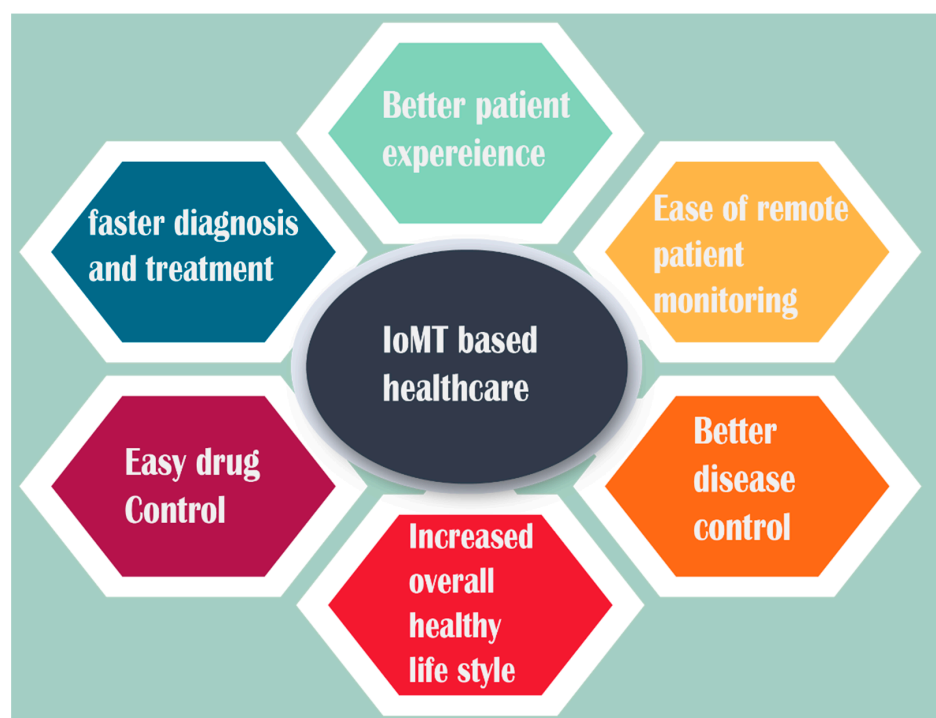 Better patient
expereience
faster diagnosis
and treatment
Ease of remote
patient
monitoring
IoMT based
healthcare
Easy drug
Control
Better
disease
control
Increased
overall
healthy
life style